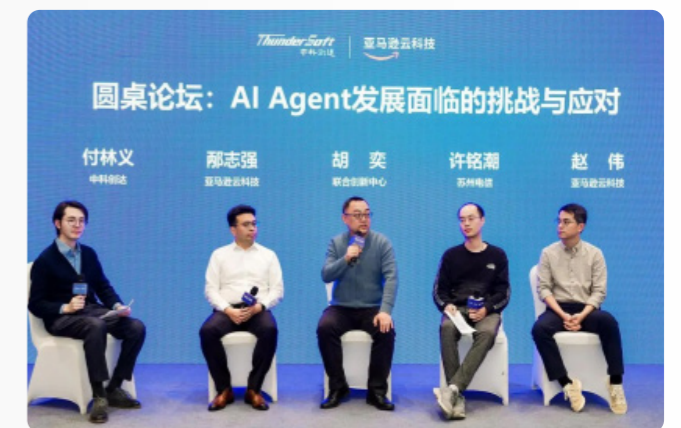 ThunderSoft 亚马逊云科技
中科创达
圆桌论坛：AI Agent发展面临的挑战与应对
付林义 鄢志强 胡 奕 许铭潮 赵 伟
中科创达 亚马逊云科技 联合创新中心 苏州电信 亚马逊云科技